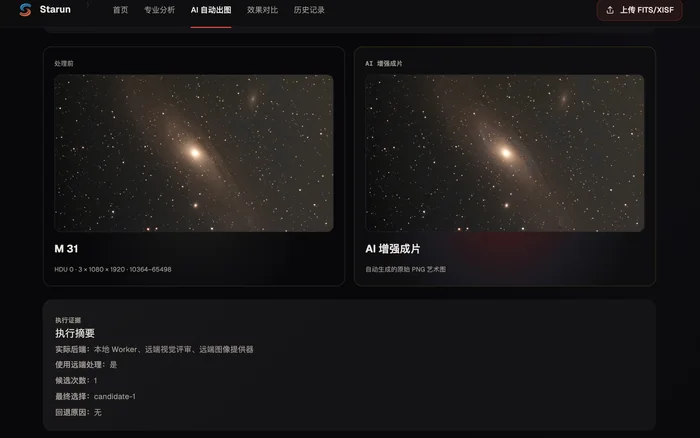 Starun
首页
专业分析
AI 自动出图
效果对比
历史记录
上传 FITS/XISF
处理前
M 31
HDU 0 · 3 × 1080 × 1920 · 10364–65498
AI 增强成片
AI 增强成片
自动生成的原始 PNG 艺术图
执行证据
执行摘要
实际后端：本地 Worker、远端视觉评审、远端图像提供器
使用远端处理：是
候选次数：1
最终选择：candidate-1
回退原因：无